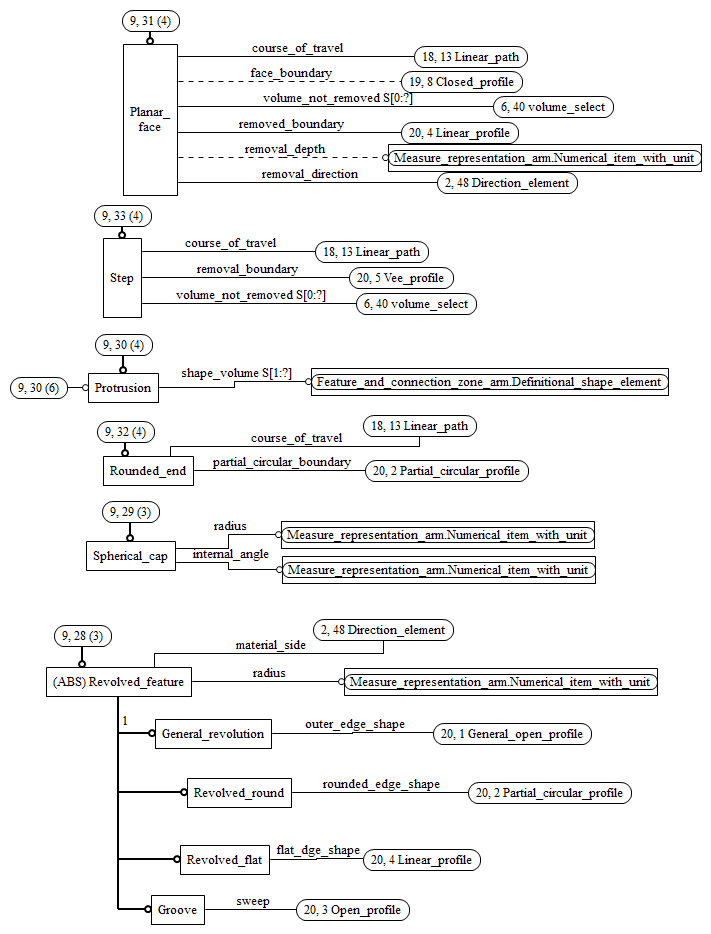 9, 31 (4)
course_of_travel
18, 13 Linear_path
face_boundary
19, 8 Closed_profile
Planar_
face
volume_not_removed S[0:?]
6, 40 volume_select
removed_boundary
20, 4 Linear_profile
removal_depth
Measure_representation_arm.Numerical_item_with_unit
removal_direction
2, 48 Direction_element
9, 33 (4)
Step
course_of_travel
18, 13 Linear_path
removal_boundary
20, 5 Vee_profile
volume_not_removed S[0:?]
6, 40 volume_select
9, 30 (4)
9, 30 (6)
Protrusion
shape_volume S[1:?]
Feature_and_connection_zone_arm.Definitional_shape_element
9, 32 (4)
Rounded_end
course_of_travel
18, 13 Linear_path
partial_circular_boundary
20, 2 Partial_circular_profile
9, 29 (3)
Spherical_cap
radius
Measure_representation_arm.Numerical_item_with_unit
internal_angle
Measure_representation_arm.Numerical_item_with_unit
9, 28 (3)
(ABS) Revolved_feature
material_side
2, 48 Direction_element
radius
Measure_representation_arm.Numerical_item_with_unit
1
General_revolution
outer_edge_shape
20, 1 General_open_profile
Revolved_round
rounded_edge_shape
20, 2 Partial_circular_profile
Revolved_flat
flat_dge_shape
20, 4 Linear_profile
Groove
sweep
20, 3 Open_profile